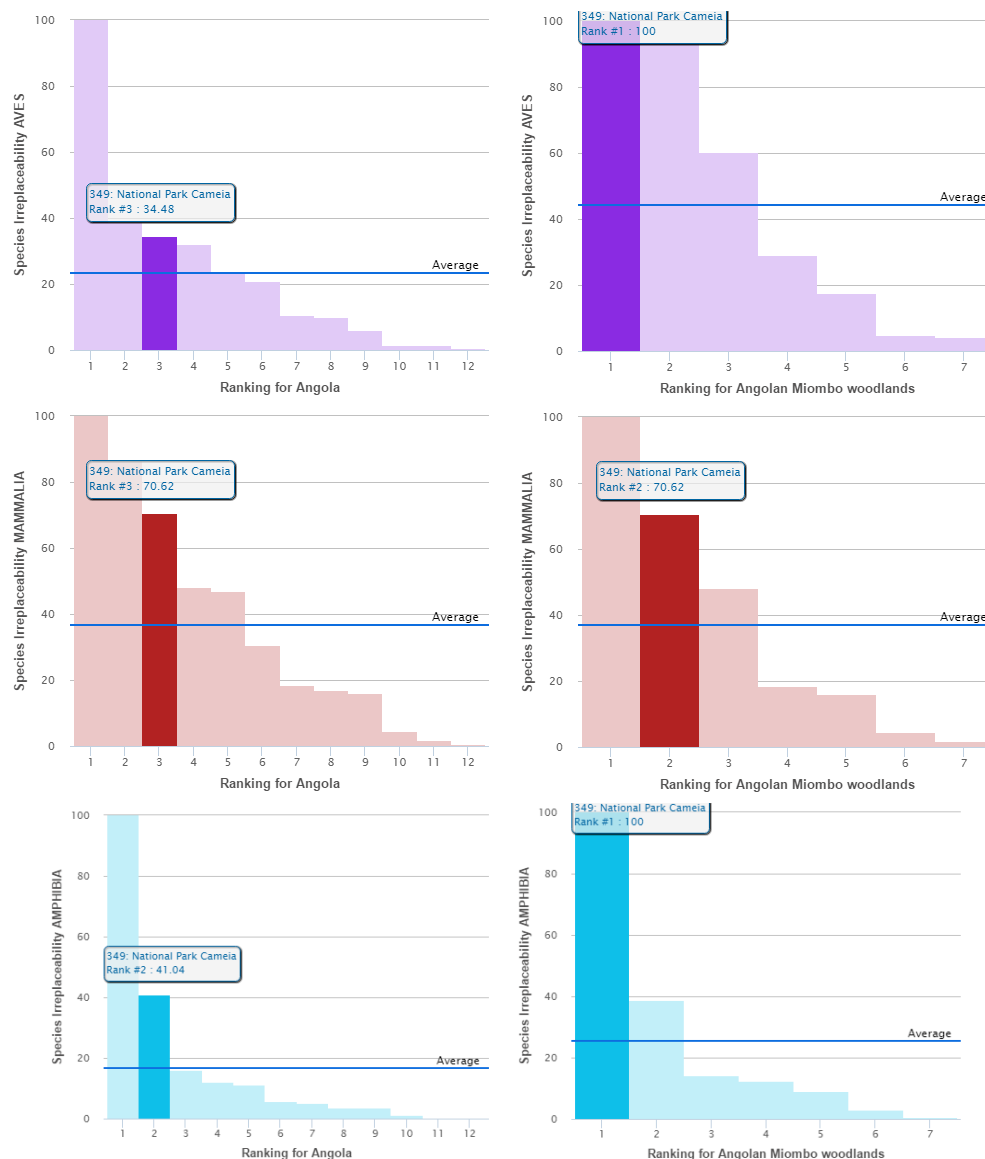 100
80
60
40
20
0
Species Irreplaceability AVES
349: National Park Cameia
Rank #3 : 34.48
Average
1 2 3 4 5 6 7 8 9 10 11 12
Ranking for Angola
100
80
60
40
20
0
Species Irreplaceability AVES
349: National Park Cameia
Rank #1 : 100
Average
1 2 3 4 5 6 7
Ranking for Angolan Miombo woodlands
100
80
60
40
20
0
Species Irreplaceability MAMMALIA
349: National Park Cameia
Rank #3 : 70.62
Average
1 2 3 4 5 6 7 8 9 10 11 12
Ranking for Angola
100
80
60
40
20
0
Species Irreplaceability MAMMALIA
349: National Park Cameia
Rank #2 : 70.62
Average
1 2 3 4 5 6 7
Ranking for Angolan Miombo woodlands
100
80
60
40
20
0
Species Irreplaceability AMPHIBIA
349: National Park Cameia
Rank #2 : 41.04
Average
1 2 3 4 5 6 7 8 9 10 11 12
Ranking for Angola
100
80
60
40
20
0
Species Irreplaceability AMPHIBIA
349: National Park Cameia
Rank #1 : 100
Average
1 2 3 4 5 6 7
Ranking for Angolan Miombo woodlands